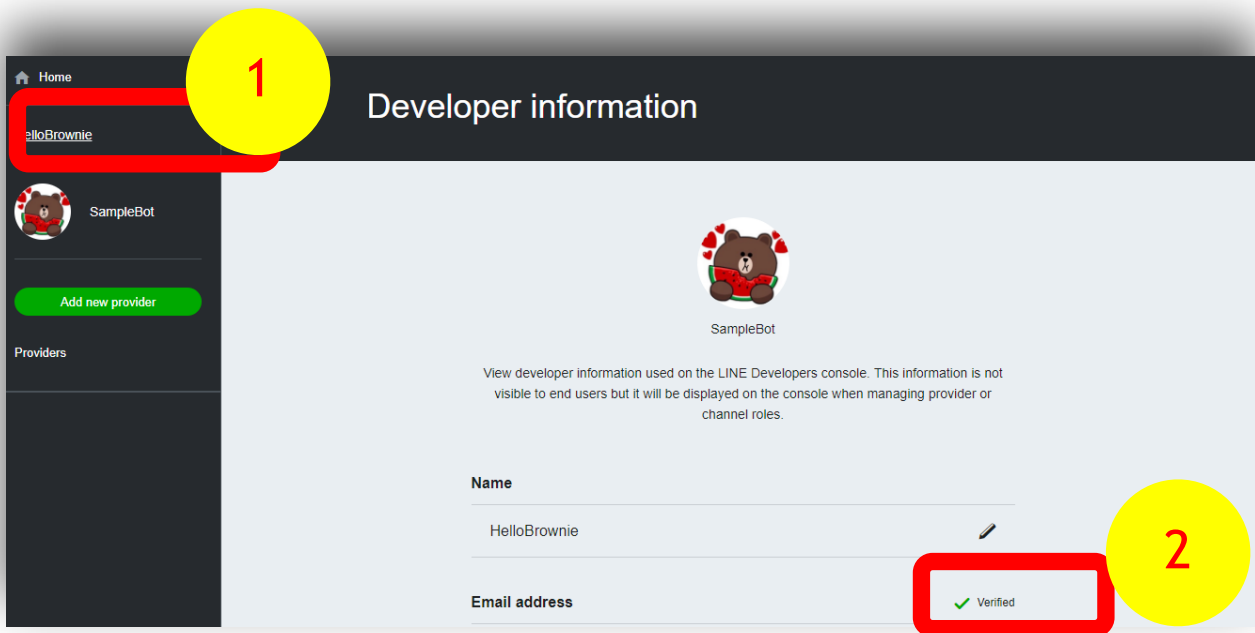 Home
1
Developer information
elloBrownie
SampleBot
Add new provider
Providers
SampleBot
View developer information used on the LINE Developers console. This information is not
visible to end users but it will be displayed on the console when managing provider or
channel roles.
Name
HelloBrownie
2
Email address
Verified